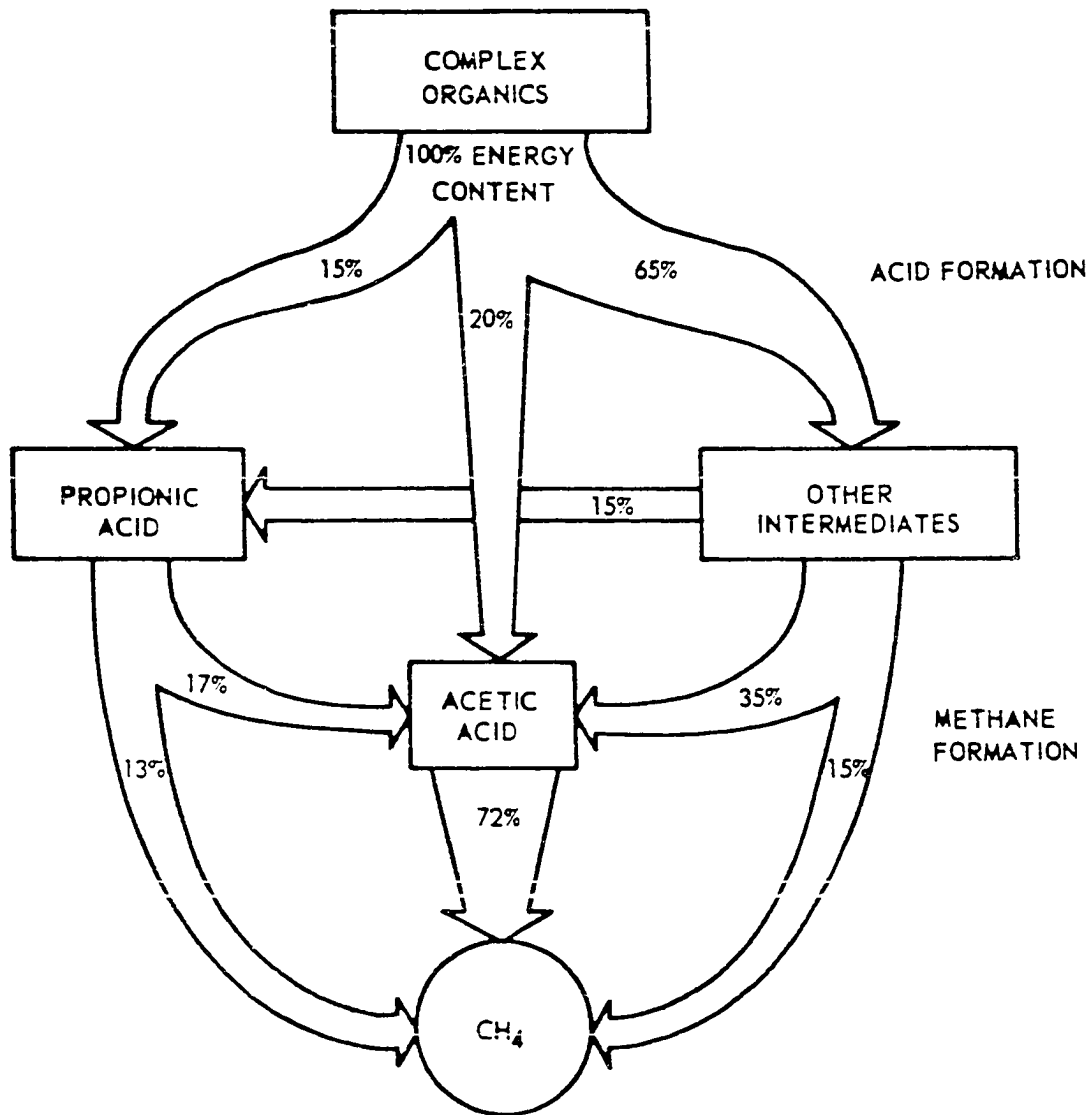 COMPLEX
ORGANICS
100% ENERGY
CONTENT
15%
65%
ACID FORMATION
20%
PROPIONIC
ACID
15%
OTHER
INTERMEDIATES
17%
ACETIC
ACID
35%
METHANE
FORMATION
13%
15%
72%
CH₄